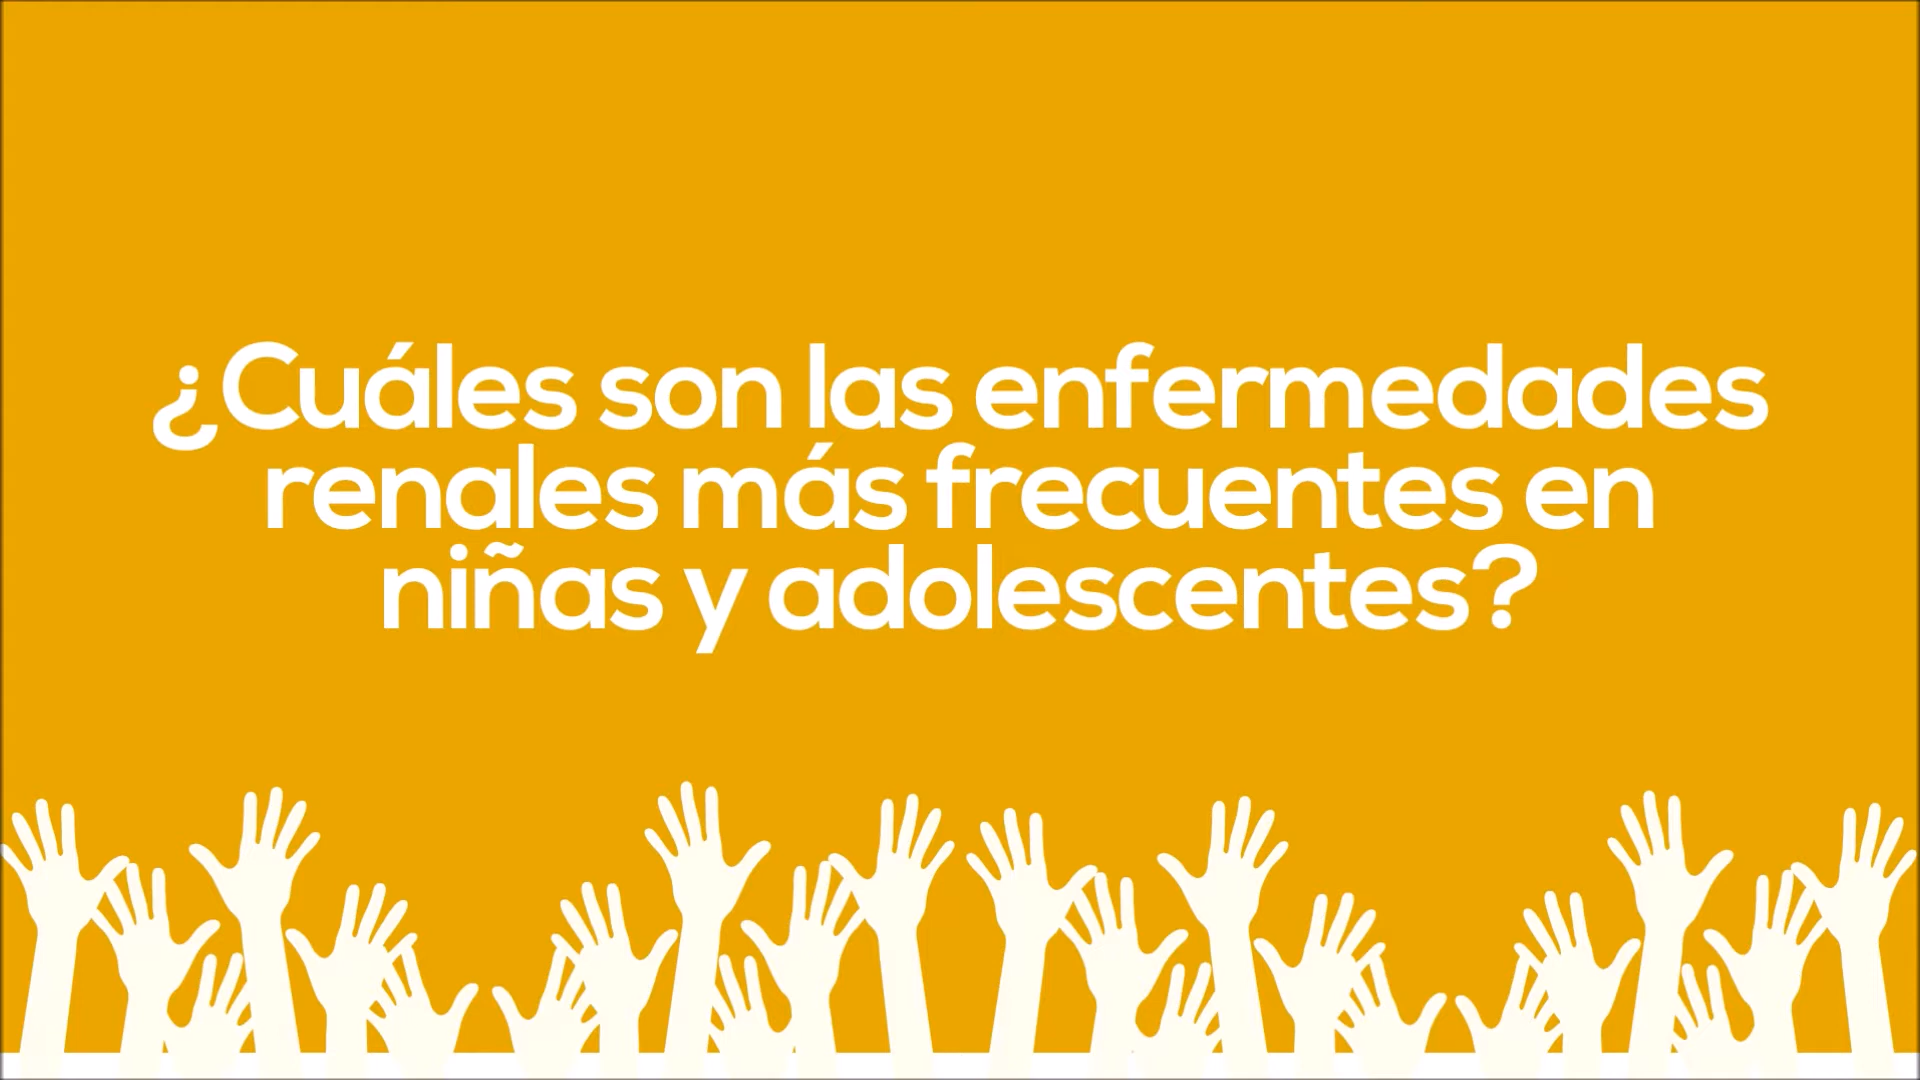 ¿Cuáles son las enfermedades
renales más frecuentes en
niñas y adolescentes?